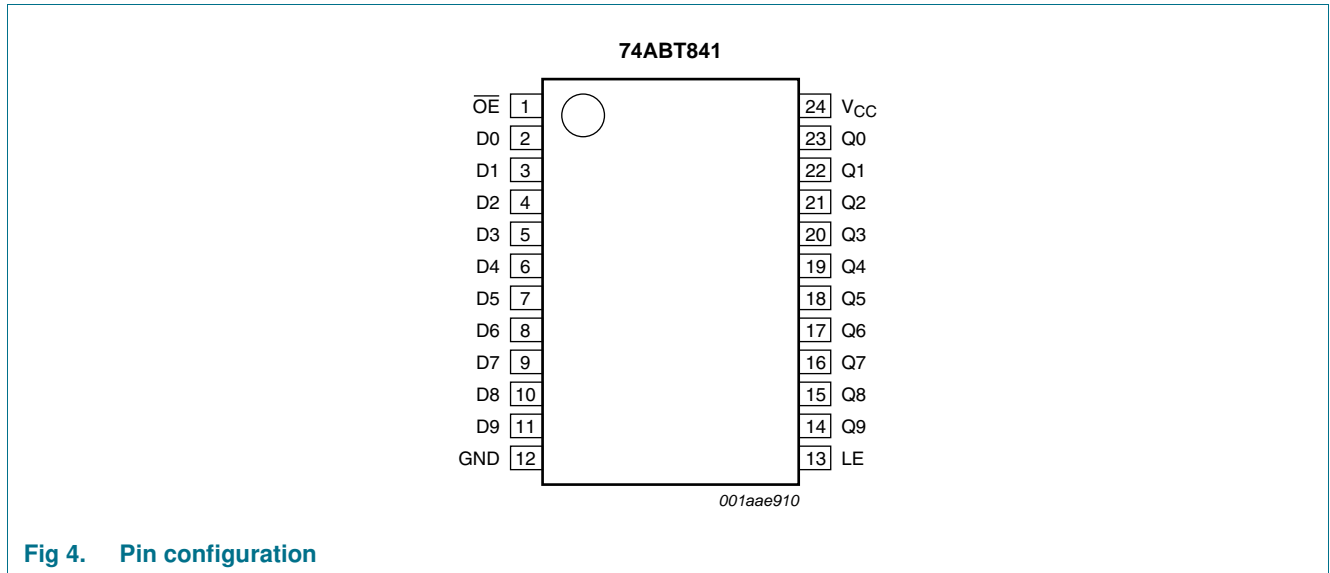 74ABT841
OE 1 24 VCC
D0 2 23 Q0
D1 3 22 Q1
D2 4 21 Q2
D3 5 20 Q3
D4 6 19 Q4
D5 7 18 Q5
D6 8 17 Q6
D7 9 16 Q7
D8 10 15 Q8
D9 11 14 Q9
GND 12 13 LE
001aae910
Fig 4. Pin configuration